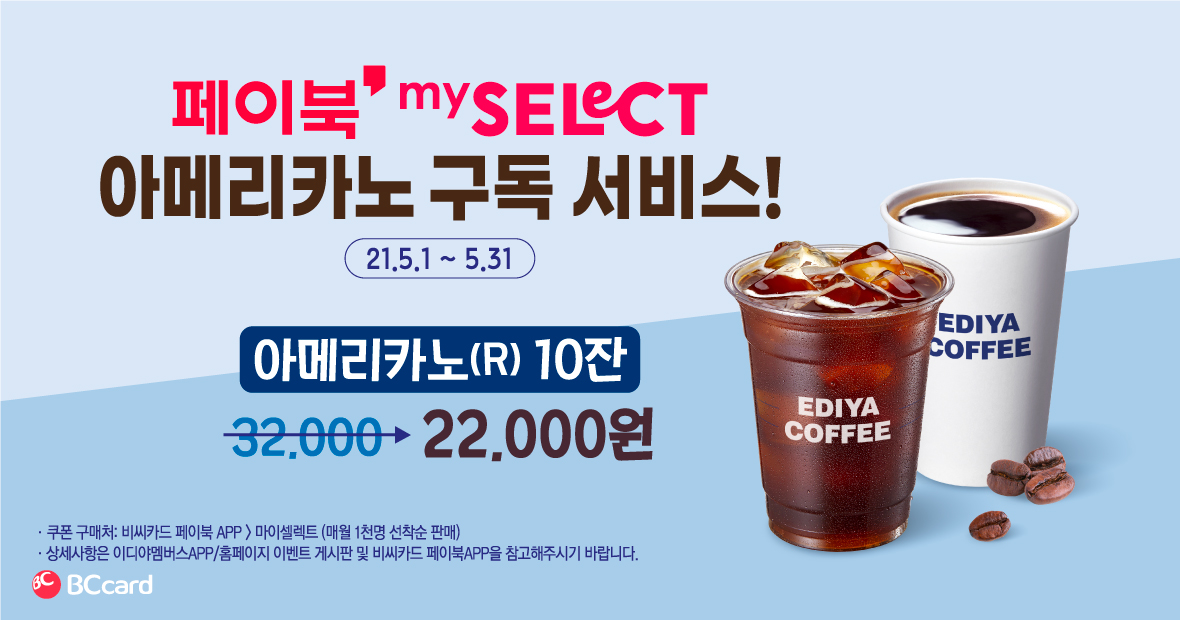 페이북' mySELeCT
아메리카노 구독 서비스!
21.5.1 ~ 5.31
아메리카노(R) 10잔
32.000 22.000원
EDIYA
COFFEE
EDIYA
COFFEE
· 쿠폰 구매처: 비씨카드 페이북 APP > 마이셀렉트 (매월 1천명 선착순 판매)
· 상세사항은 이디야멤버스APP/홈페이지 이벤트 게시판 및 비씨카드 페이북APP을 참고해주시기 바랍니다.
BC BCcard